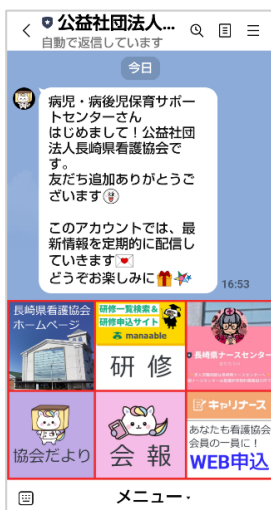 公益社団法人...
自動で返信しています
今日
病児・病後児保育サポー
トセンターさん
はじめまして！公益社団
法人長崎県看護協会で
す。
友だち追加ありがとうご
ざいます
このアカウントでは、最
新情報を定期的に配信し
ていきます
どうぞお楽しみに
16:53
長崎県看護協会
ホームページ
研修一覧検索&
研修申込サイト
manaable
研修
長崎県ナースセンター
協会だより
会報
キャリナース
あなたも看護協会
会員の一員に！
WEB申込
メニュー